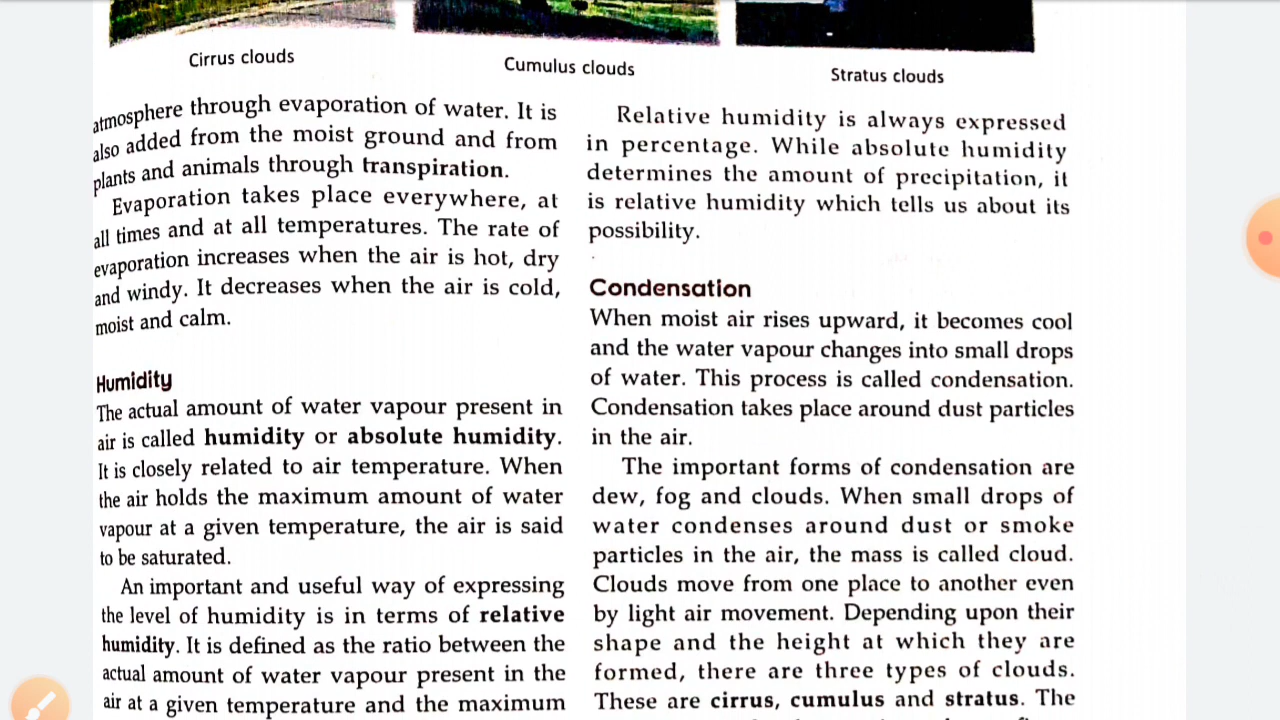 Cirrus clouds
Cumulus clouds
Stratus clouds
atmosphere through evaporation of water. It is
also added from the moist ground and from
plants and animals through transpiration.
Evaporation takes place everywhere, at
all times and at all temperatures. The rate of
evaporation increases when the air is hot, dry
and windy. It decreases when the air is cold,
moist and calm.
Humidity
The actual amount of water vapour present in
air is called humidity or absolute humidity.
It is closely related to air temperature. When
the air holds the maximum amount of water
vapour at a given temperature, the air is said
to be saturated.
An important and useful way of expressing
the level of humidity is in terms of relative
humidity. It is defined as the ratio between the
actual amount of water vapour present in the
air at a given temperature and the maximum
Relative humidity is always expressed
in percentage. While absolute humidity
determines the amount of precipitation, it
is relative humidity which tells us about its
possibility.
Condensation
When moist air rises upward, it becomes cool
and the water vapour changes into small drops
of water. This process is called condensation.
Condensation takes place around dust particles
in the air.
The important forms of condensation are
dew, fog and clouds. When small drops of
water condenses around dust or smoke
particles in the air, the mass is called cloud.
Clouds move from one place to another even
by light air movement. Depending upon their
shape and the height at which they are
formed, there are three types of clouds.
These are cirrus, cumulus and stratus. The